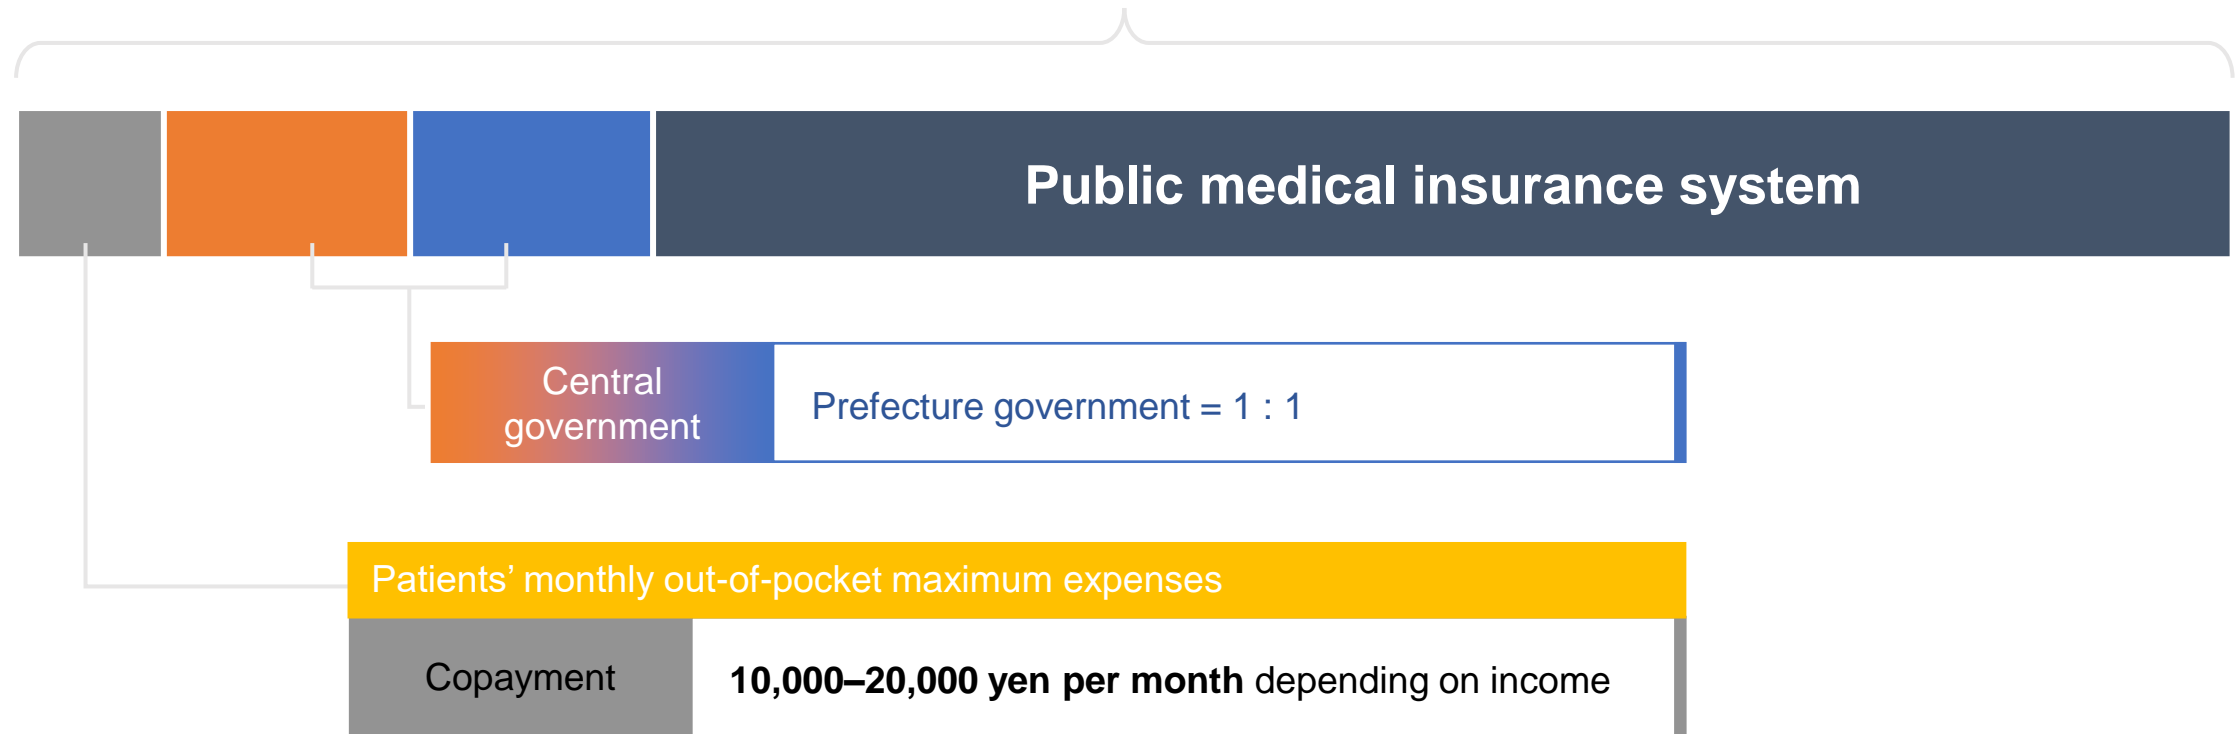 Public medical insurance system
Central
government
Prefecture government = 1 : 1
Patients’ monthly out-of-pocket maximum expenses
Copayment
10,000–20,000 yen per month depending on income